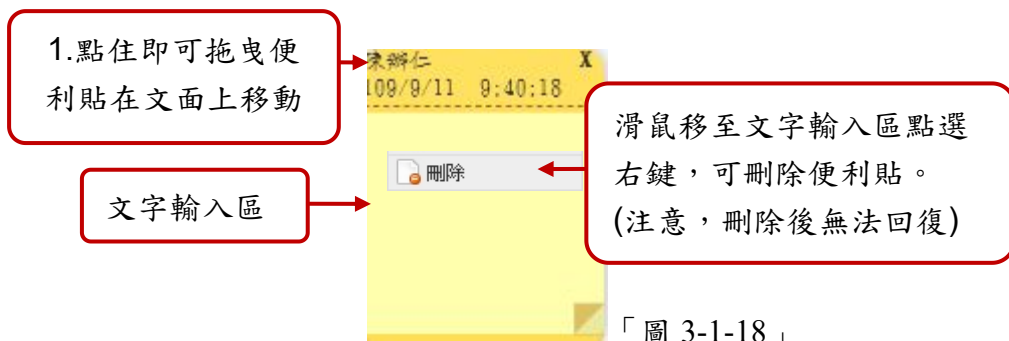 1.點住即可拖曳便
利貼在文面上移動
陳辦仁 X
109/9/11 9:40:18
刪除
滑鼠移至文字輸入區點選
右鍵，可刪除便利貼。
(注意，刪除後無法回復)
文字輸入區
「圖 3-1-18」